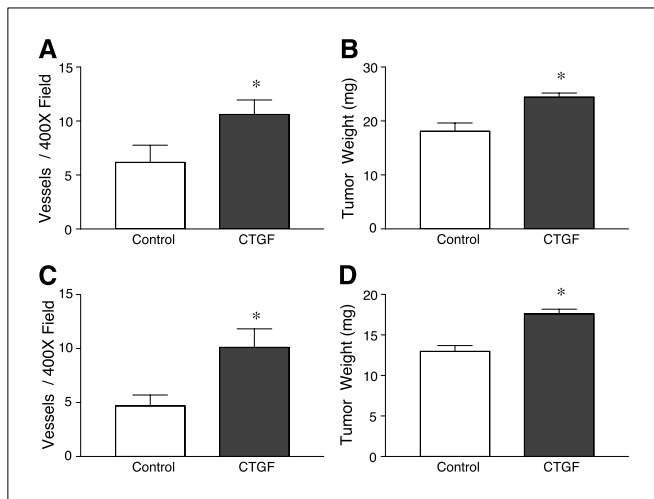 A
Vessels / 400X Field
15
10
5
0
*
Control
CTGF
B
Tumor Weight (mg)
30
20
10
0
*
Control
CTGF
C
Vessels / 400X Field
15
10
5
0
*
Control
CTGF
D
Tumor Weight (mg)
20
15
10
5
0
*
Control
CTGF